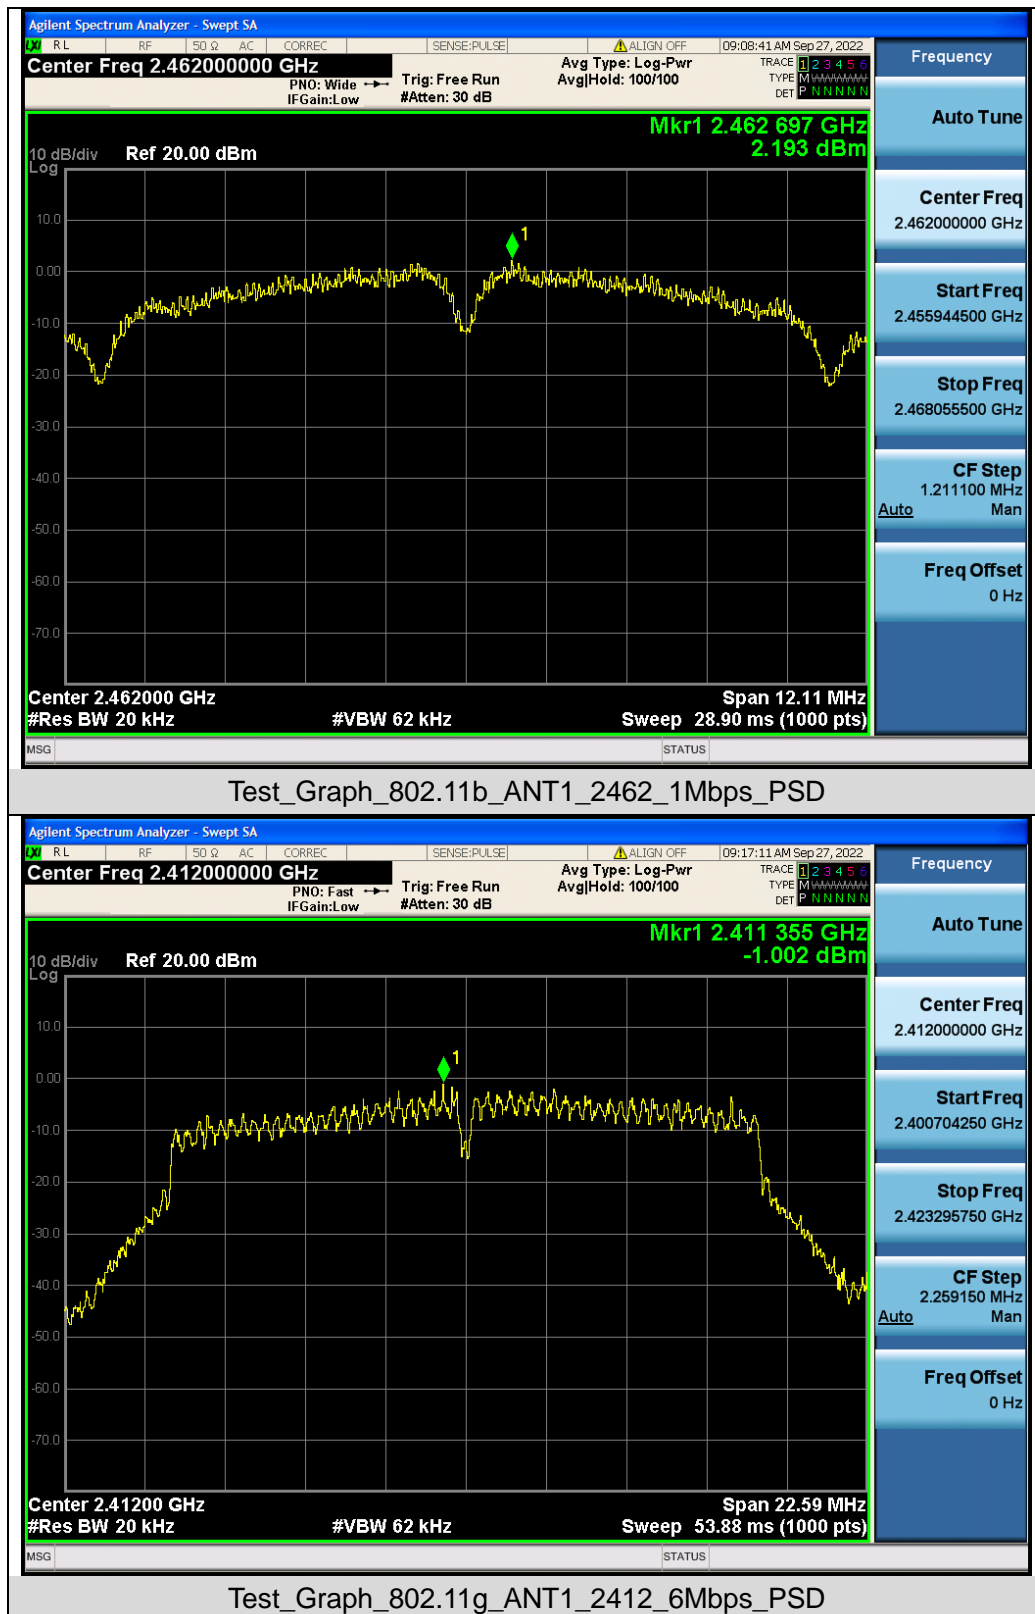 Agilent Spectrum Analyzer - Swept SA
LXI RL RF 50 Ω AC CORREC SENSE:PULSE ALIGN OFF 09:08:41 AM Sep 27, 2022
Center Freq 2.462000000 GHz
PNO: Wide
IFGain:Low
Trig: Free Run
#Atten: 30 dB
Avg Type: Log-Pwr
Avg|Hold: 100/100
TRACE 1 2 3 4 5 6
TYPE M
DET P N N N N N
Mkr1 2.462 697 GHz
2.193 dBm
10 dB/div
Log
Ref 20.00 dBm
10.0
0.00
-10.0
-20.0
-30.0
-40.0
-50.0
-60.0
-70.0
1
Center 2.462000 GHz
Span 12.11 MHz
#Res BW 20 kHz
#VBW 62 kHz
Sweep 28.90 ms (1000 pts)
MSG
STATUS
Frequency
Auto Tune
Center Freq
2.462000000 GHz
Start Freq
2.455944500 GHz
Stop Freq
2.468055500 GHz
CF Step
1.211100 MHz
Auto Man
Freq Offset
0 Hz
Test_Graph_802.11b_ANT1_2462_1Mbps_PSD
Agilent Spectrum Analyzer - Swept SA
LXI RL RF 50 Ω AC CORREC SENSE:PULSE ALIGN OFF 09:17:11 AM Sep 27, 2022
Center Freq 2.412000000 GHz
PNO: Fast
IFGain:Low
Trig: Free Run
#Atten: 30 dB
Avg Type: Log-Pwr
Avg|Hold: 100/100
TRACE 1 2 3 4 5 6
TYPE M
DET P N N N N N
Mkr1 2.411 355 GHz
-1.002 dBm
10 dB/div
Log
Ref 20.00 dBm
10.0
0.00
-10.0
-20.0
-30.0
-40.0
-50.0
-60.0
-70.0
1
Center 2.41200 GHz
Span 22.59 MHz
#Res BW 20 kHz
#VBW 62 kHz
Sweep 53.88 ms (1000 pts)
MSG
STATUS
Frequency
Auto Tune
Center Freq
2.412000000 GHz
Start Freq
2.400704250 GHz
Stop Freq
2.423295750 GHz
CF Step
2.259150 MHz
Auto Man
Freq Offset
0 Hz
Test_Graph_802.11g_ANT1_2412_6Mbps_PSD